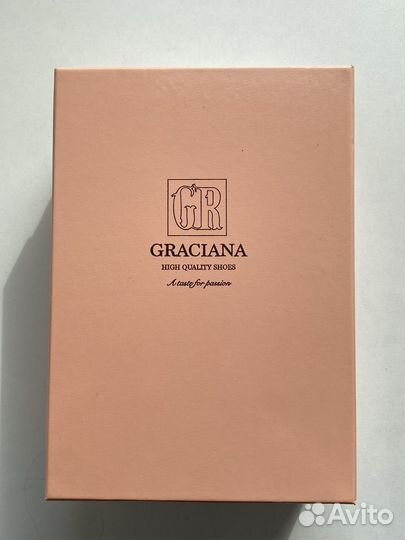 GR
GRACIANA
HIGH QUALITY SHOES
A taste for passion
Avito